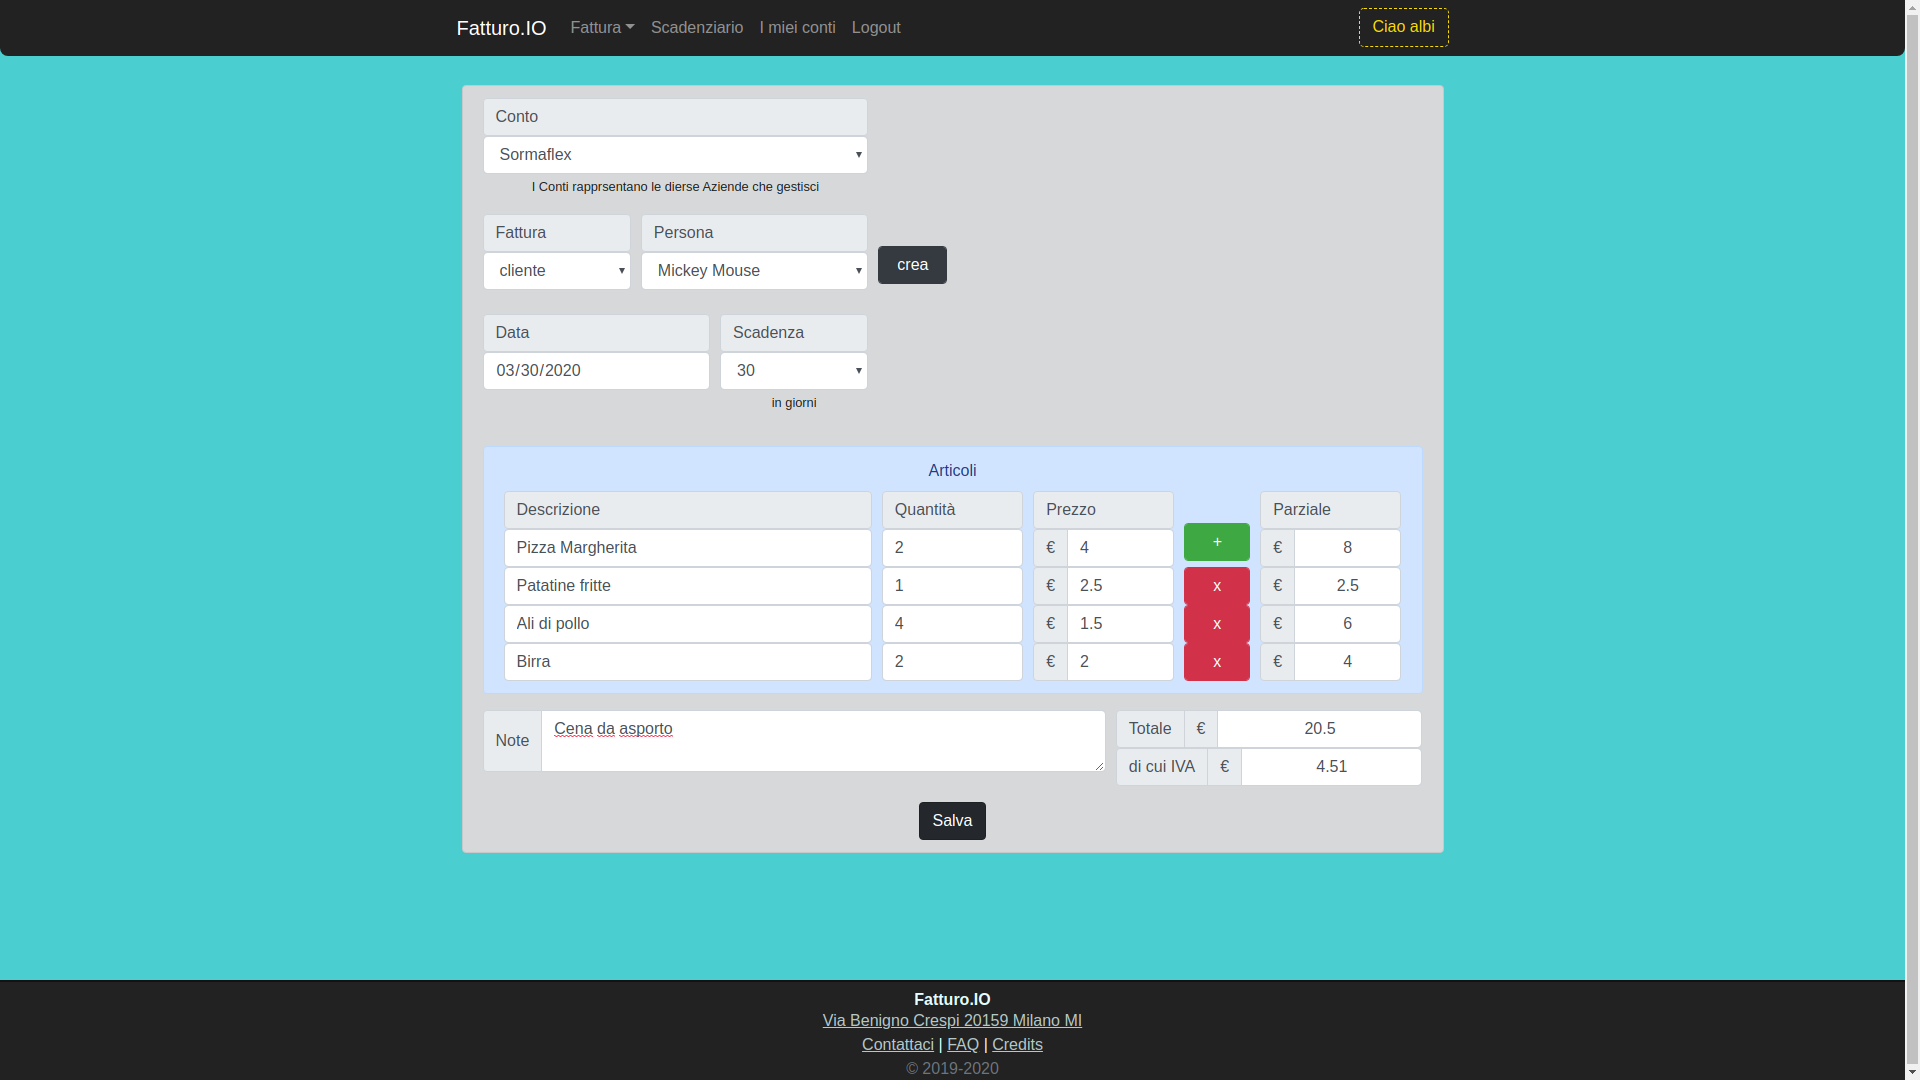 Fatturo.IO Fattura Scadenziario I miei conti Logout Ciao albi
Conto
Sormaflex
I Conti rapprsentano le dierse Aziende che gestisci
Fattura Persona
cliente Mickey Mouse crea
Data Scadenza
03/30/2020 30
in giorni
Articoli
Descrizione Quantità Prezzo Parziale
Pizza Margherita 2 € 4 + € 8
Patatine fritte 1 € 2.5 x € 2.5
Ali di pollo 4 € 1.5 x € 6
Birra 2 € 2 x € 4
Note Cena da asporto Totale € 20.5
di cui IVA € 4.51
Salva
Fatturo.IO
Via Benigno Crespi 20159 Milano MI
Contattaci | FAQ | Credits
© 2019-2020